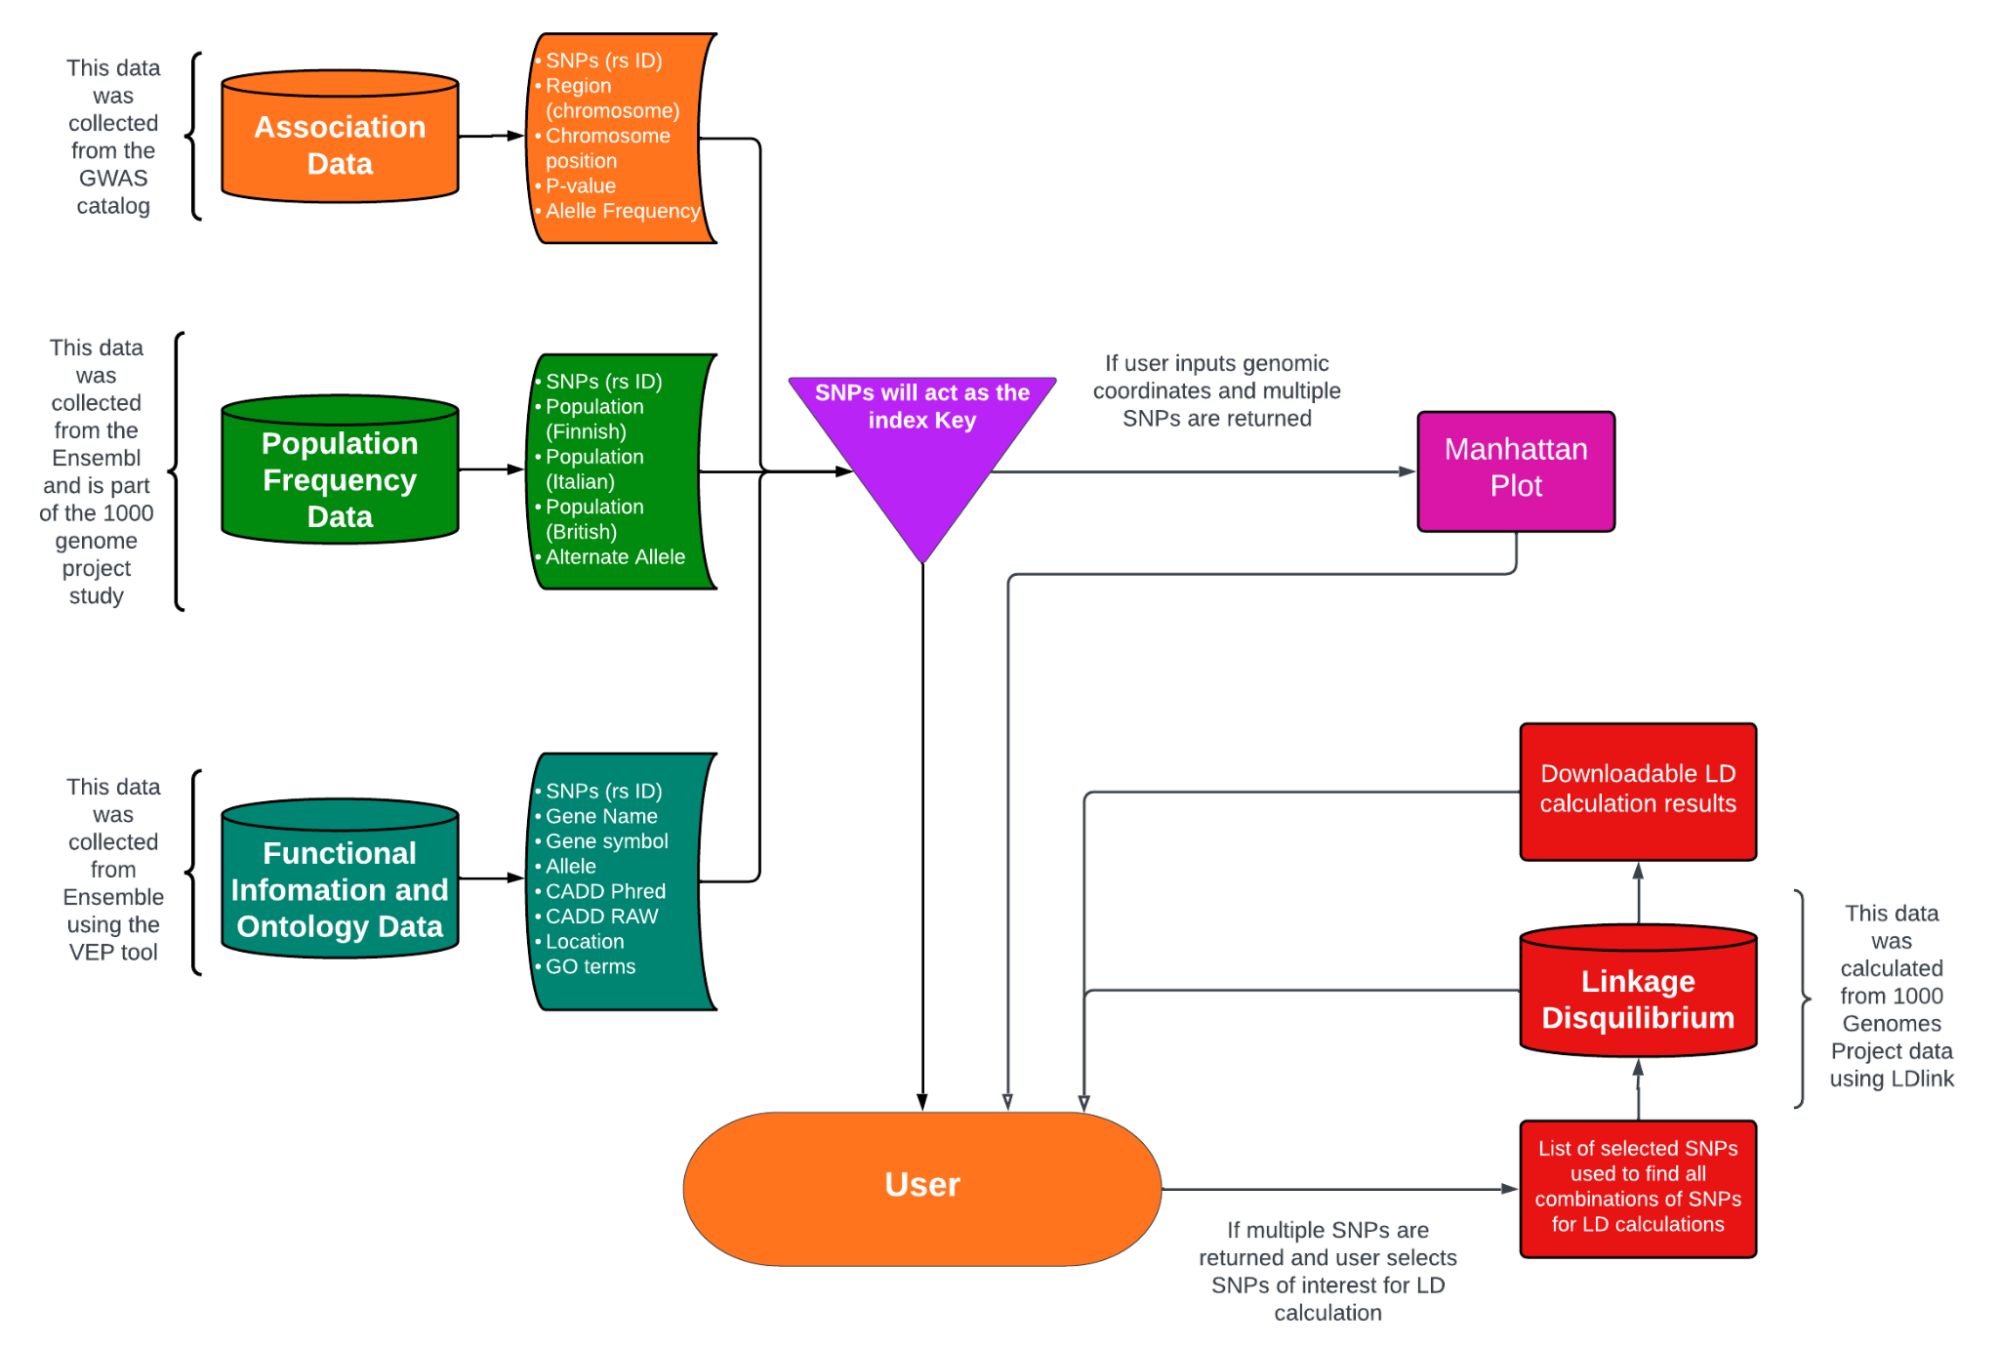 This data
was
collected
from the
GWAS
catalog
Association
Data
• SNPs (rs ID)
• Region
(chromosome)
• Chromosome
position
• P-value
• Alelle Frequency
This data
was
collected
from the
Ensembl
and is part
of the 1000
genome
project
study
Population
Frequency
Data
• SNPs (rs ID)
• Population
(Finnish)
• Population
(Italian)
• Population
(British)
• Alternate Allele
SNPs will act as the
index Key
If user inputs genomic
coordinates and multiple
SNPs are returned
Manhattan
Plot
This data
was
collected
from
Ensemble
using the
VEP tool
Functional
Infomation and
Ontology Data
• SNPs (rs ID)
• Gene Name
• Gene symbol
• Allele
• CADD Phred
• CADD RAW
• Location
• GO terms
Downloadable LD
calculation results
Linkage
Disquilibrium
This data
was
calculated
from 1000
Genomes
Project data
using LDlink
List of selected SNPs
used to find all
combinations of SNPs
for LD calculations
User
If multiple SNPs are
returned and user selects
SNPs of interest for LD
calculation